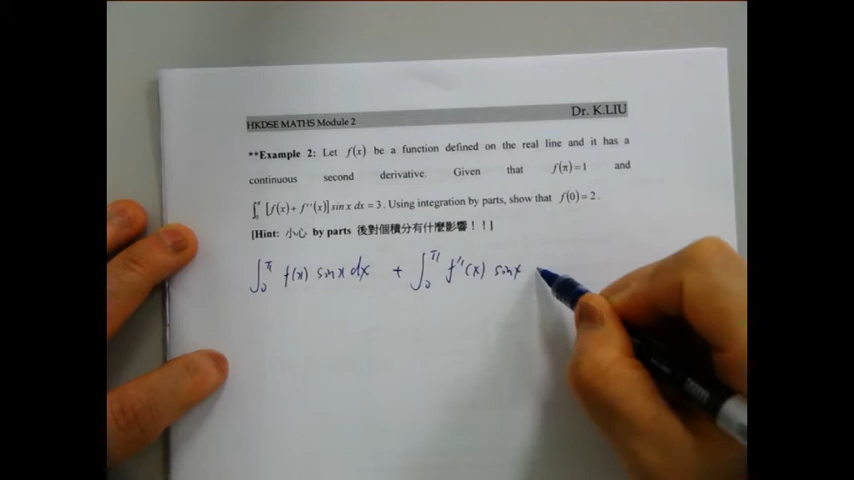 HKDSE MATHS Module 2 Dr. K.LIU
**Example 2: Let f(x) be a function defined on the real line and it has a
continuous second derivative. Given that f(π)=1 and
∫₀^π [f(x)+ f''(x)] sin x dx = 3. Using integration by parts, show that f(0)=2.
[Hint: 小心 by parts 後對個積分有什麼影響！！]
∫₀^π f(x) sinx dx + ∫₀^π f''(x) sinx